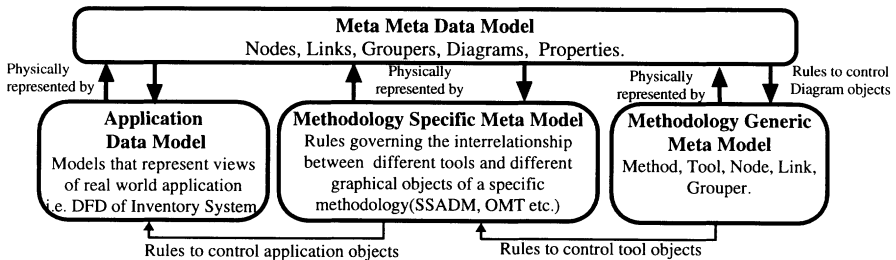 Meta Meta Data Model
Nodes, Links, Groupers, Diagrams, Properties.
Physically
represented by
Physically
represented by
Physically
represented by
Rules to control
Diagram objects
Application
Data Model
Models that represent views
of real world application
i.e. DFD of Inventory System
Methodology Specific Meta Model
Rules governing the interrelationship
between different tools and different
graphical objects of a specific
methodology(SSADM, OMT etc.)
Methodology Generic
Meta Model
Method, Tool, Node, Link,
Grouper.
Rules to control application objects
Rules to control tool objects